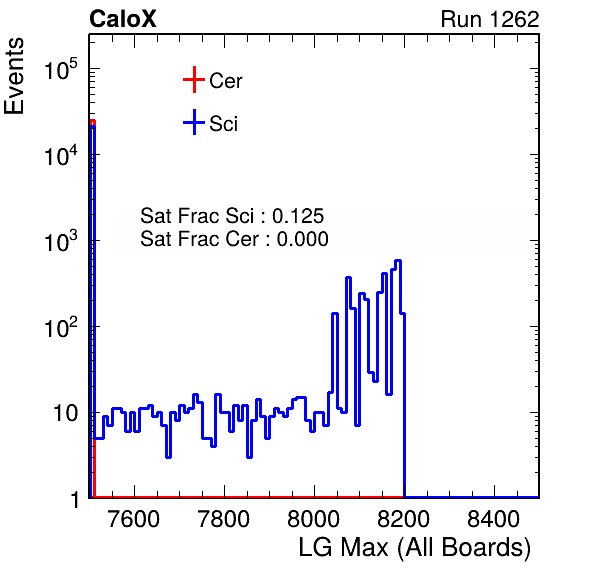 CaloX Run 1262
Events
10^5
10^4
10^3
10^2
10
1
Cer
Sci
Sat Frac Sci : 0.125
Sat Frac Cer : 0.000
7600 7800 8000 8200 8400
LG Max (All Boards)